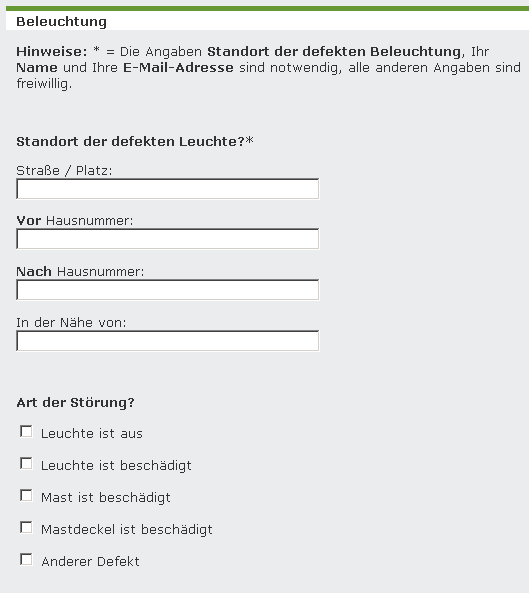 Beleuchtung
Hinweise: * = Die Angaben Standort der defekten Beleuchtung, Ihr
Name und Ihre E-Mail-Adresse sind notwendig, alle anderen Angaben sind
freiwillig.
Standort der defekten Leuchte?*
Straße / Platz:
Vor Hausnummer:
Nach Hausnummer:
In der Nähe von:
Art der Störung?
Leuchte ist aus
Leuchte ist beschädigt
Mast ist beschädigt
Mastdeckel ist beschädigt
Anderer Defekt